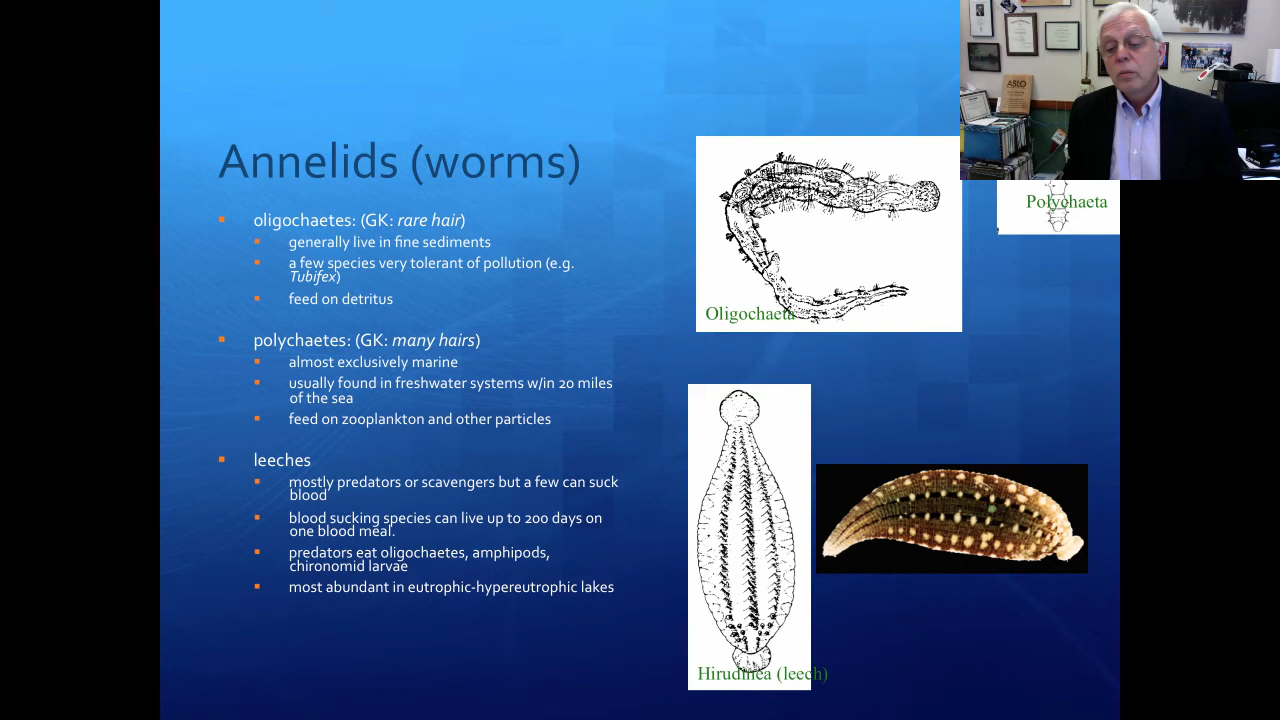 Annelids (worms)
oligochaetes: (GK: rare hair)
generally live in fine sediments
a few species very tolerant of pollution (e.g.
Tubifex)
feed on detritus
polychaetes: (GK: many hairs)
almost exclusively marine
usually found in freshwater systems w/in 20 miles
of the sea
feed on zooplankton and other particles
leeches
mostly predators or scavengers but a few can suck
blood
blood sucking species can live up to 200 days on
one blood meal.
predators eat oligochaetes, amphipods,
chironomid larvae
most abundant in eutrophic-hypereutrophic lakes
Oligochaeta
Polychaeta
Hirudinea (leech)
ASLO